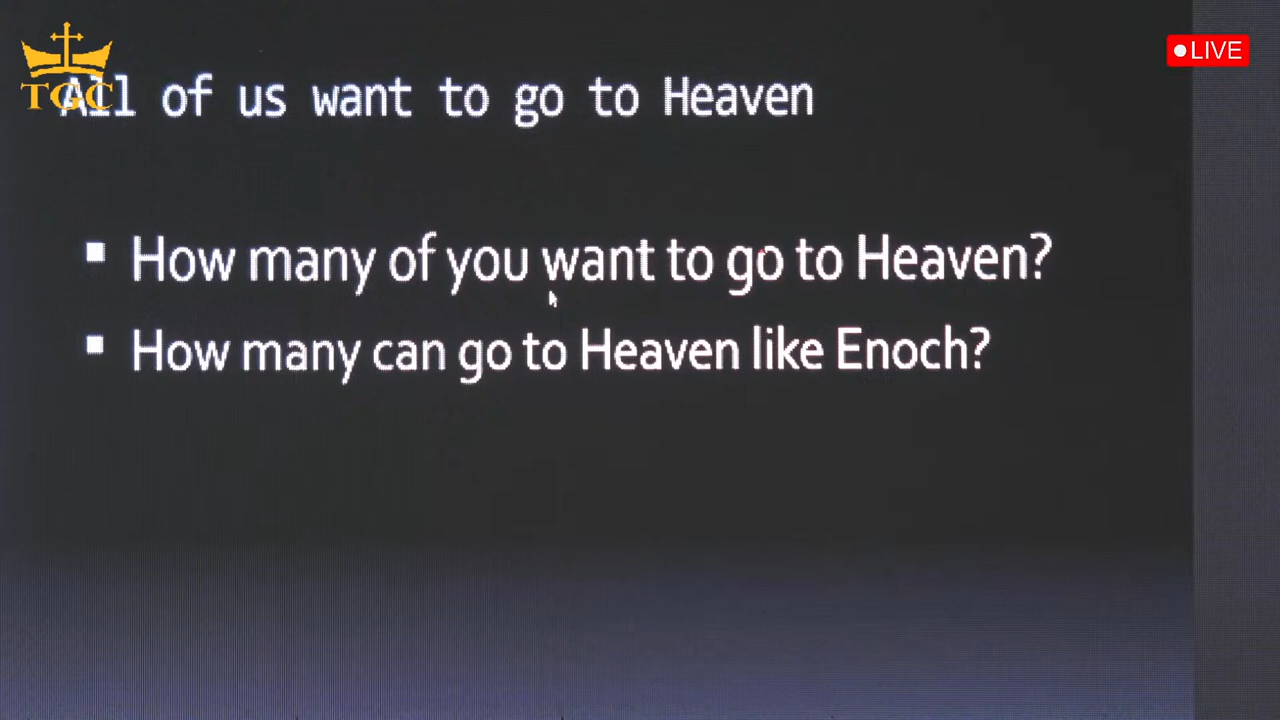 TGC
LIVE
All of us want to go to Heaven
How many of you want to go to Heaven?
How many can go to Heaven like Enoch?